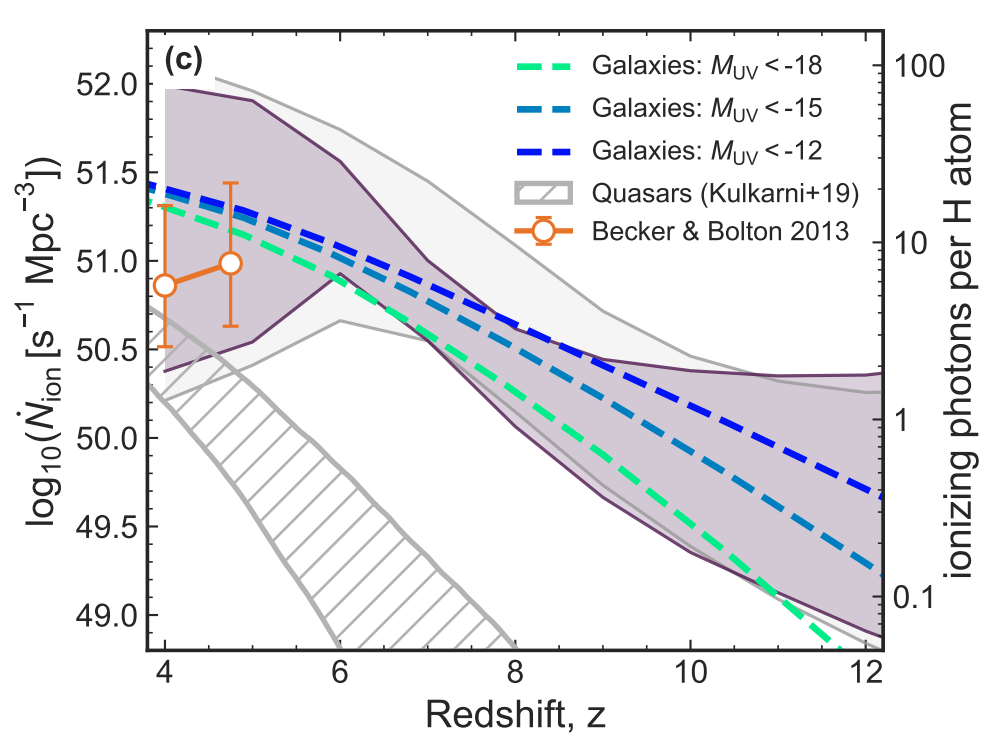 (c)
Galaxies: M_UV < -18
Galaxies: M_UV < -15
Galaxies: M_UV < -12
Quasars (Kulkarni+19)
Becker & Bolton 2013
log₁₀(Ṅ_ion [s⁻¹ Mpc⁻³])
52.0
51.5
51.0
50.5
50.0
49.5
49.0
4 6 8 10 12
Redshift, z
100
10
1
0.1
ionizing photons per H atom